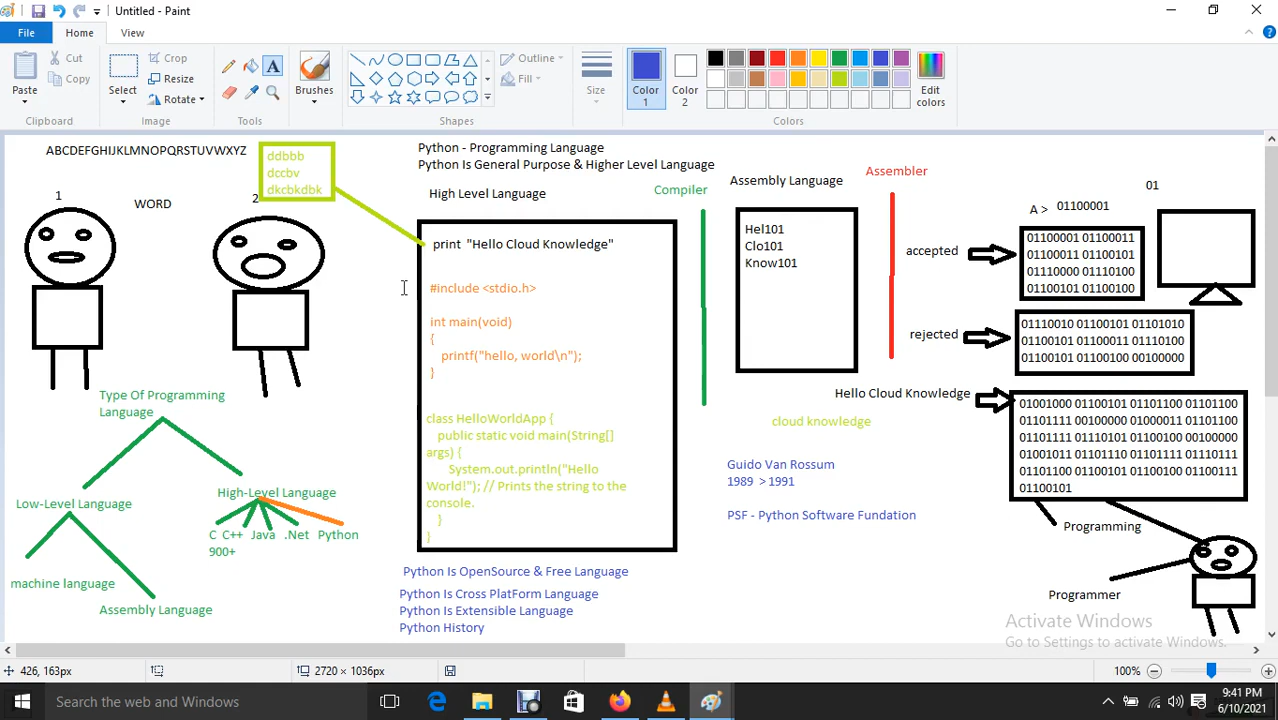 Untitled - Paint
File
Home
View
Paste
Cut
Copy
Clipboard
Select
Crop
Resize
Rotate
Image
A
Tools
Brushes
Shapes
Outline
Fill
Size
Color 1
Color 2
Edit colors
Colors
ABCDEFGHIJKLMNOPQRSTUVWXYZ
1
WORD
2
ddbbb
dccbv
dkcbkdbk
Python - Programming Language
Python Is General Purpose & Higher Level Language
High Level Language
Compiler
Assembly Language
Assembler
print "Hello Cloud Knowledge"
#include <stdio.h>
int main(void)
{
printf("hello, world\n");
}
class HelloWorldApp {
public static void main(String[]
args) {
System.out.println("Hello
World!"); // Prints the string to the
console.
}
}
Hel101
Clo101
Know101
01
A > 01100001
accepted
01100001 01100011
01100011 01100101
01110000 01110100
01100101 01100100
rejected
01110010 01100101 01101010
01100101 01100011 01110100
01100101 01100100 00100000
Hello Cloud Knowledge
01001000 01100101 01101100 01101100
01101111 00100000 01000011 01101100
01101111 01110101 01100100 00100000
01001011 01101110 01101111 01110111
01101100 01100101 01100100 01100111
01100101
cloud knowledge
Guido Van Rossum
1989 > 1991
PSF - Python Software Fundation
Type Of Programming
Language
Low-Level Language
High-Level Language
C C++ Java .Net Python
900+
machine language
Assembly Language
Python Is OpenSource & Free Language
Python Is Cross PlatForm Language
Python Is Extensible Language
Python History
Programming
Programmer
Activate Windows
Go to Settings to activate Windows.
426, 163px
2720 × 1036px
100%
Search the web and Windows
9:41 PM
6/10/2021